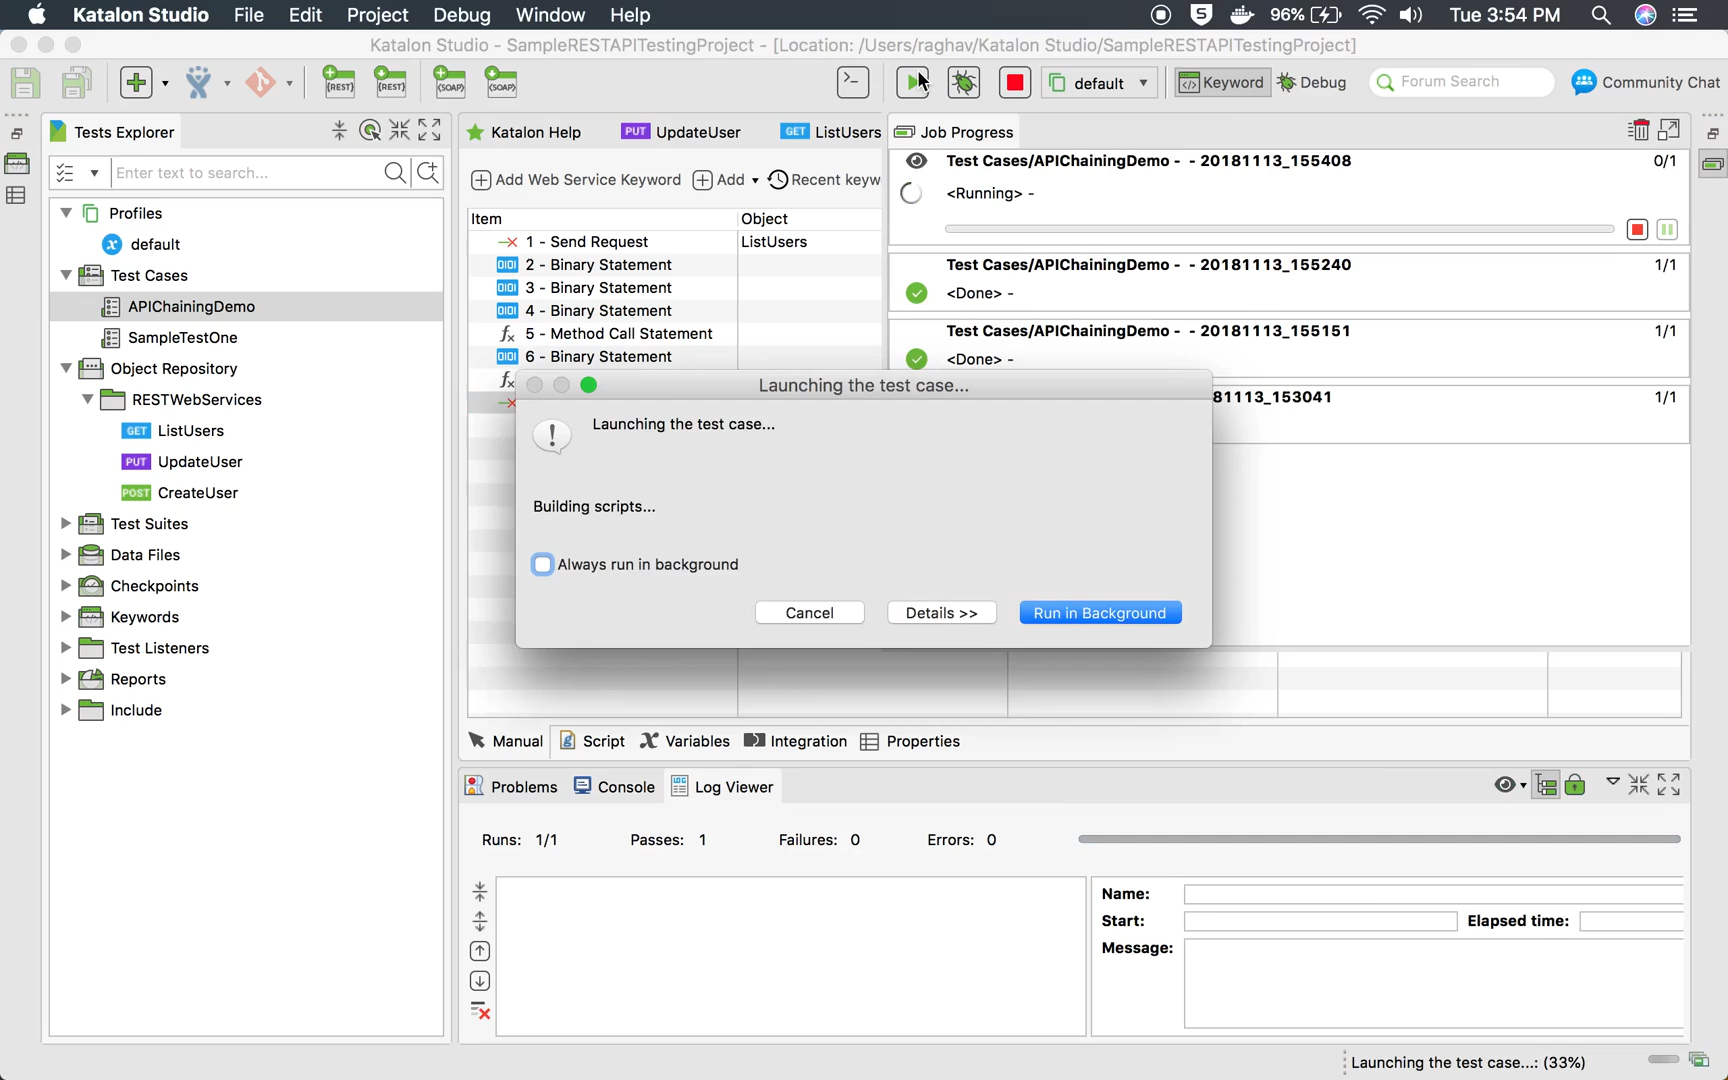 Katalon Studio File Edit Project Debug Window Help 96% Tue 3:54 PM
Katalon Studio - SampleRESTAPITestingProject - [Location: /Users/raghav/Katalon Studio/SampleRESTAPITestingProject]
REST REST SOAP SOAP default Keyword Debug Forum Search Community Chat
Tests Explorer
Enter text to search...
Profiles
default
Test Cases
APIChainingDemo
SampleTestOne
Object Repository
RESTWebServices
GET ListUsers
PUT UpdateUser
POST CreateUser
Test Suites
Data Files
Checkpoints
Keywords
Test Listeners
Reports
Include
Katalon Help PUT UpdateUser GET ListUsers
Add Web Service Keyword Add Recent keyw
Item Object
1 - Send Request ListUsers
2 - Binary Statement
3 - Binary Statement
4 - Binary Statement
5 - Method Call Statement
6 - Binary Statement
Job Progress
Test Cases/APIChainingDemo - - 20181113_155408 0/1
<Running> -
Test Cases/APIChainingDemo - - 20181113_155240 1/1
<Done> -
Test Cases/APIChainingDemo - - 20181113_155151 1/1
<Done> -
81113_153041 1/1
Launching the test case...
Launching the test case...
Building scripts...
Always run in background
Cancel Details >> Run in Background
Manual Script Variables Integration Properties
Problems Console Log Viewer
Runs: 1/1 Passes: 1 Failures: 0 Errors: 0
Name:
Start: Elapsed time:
Message:
Launching the test case...: (33%)